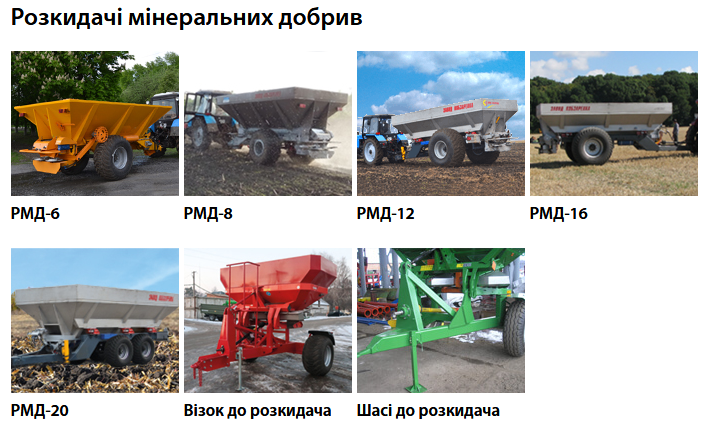 Розкидачі мінеральних добрив
РМД-6
РМД-8
РМД-12
РМД-16
РМД-20
Візок до розкидача
Шасі до розкидача